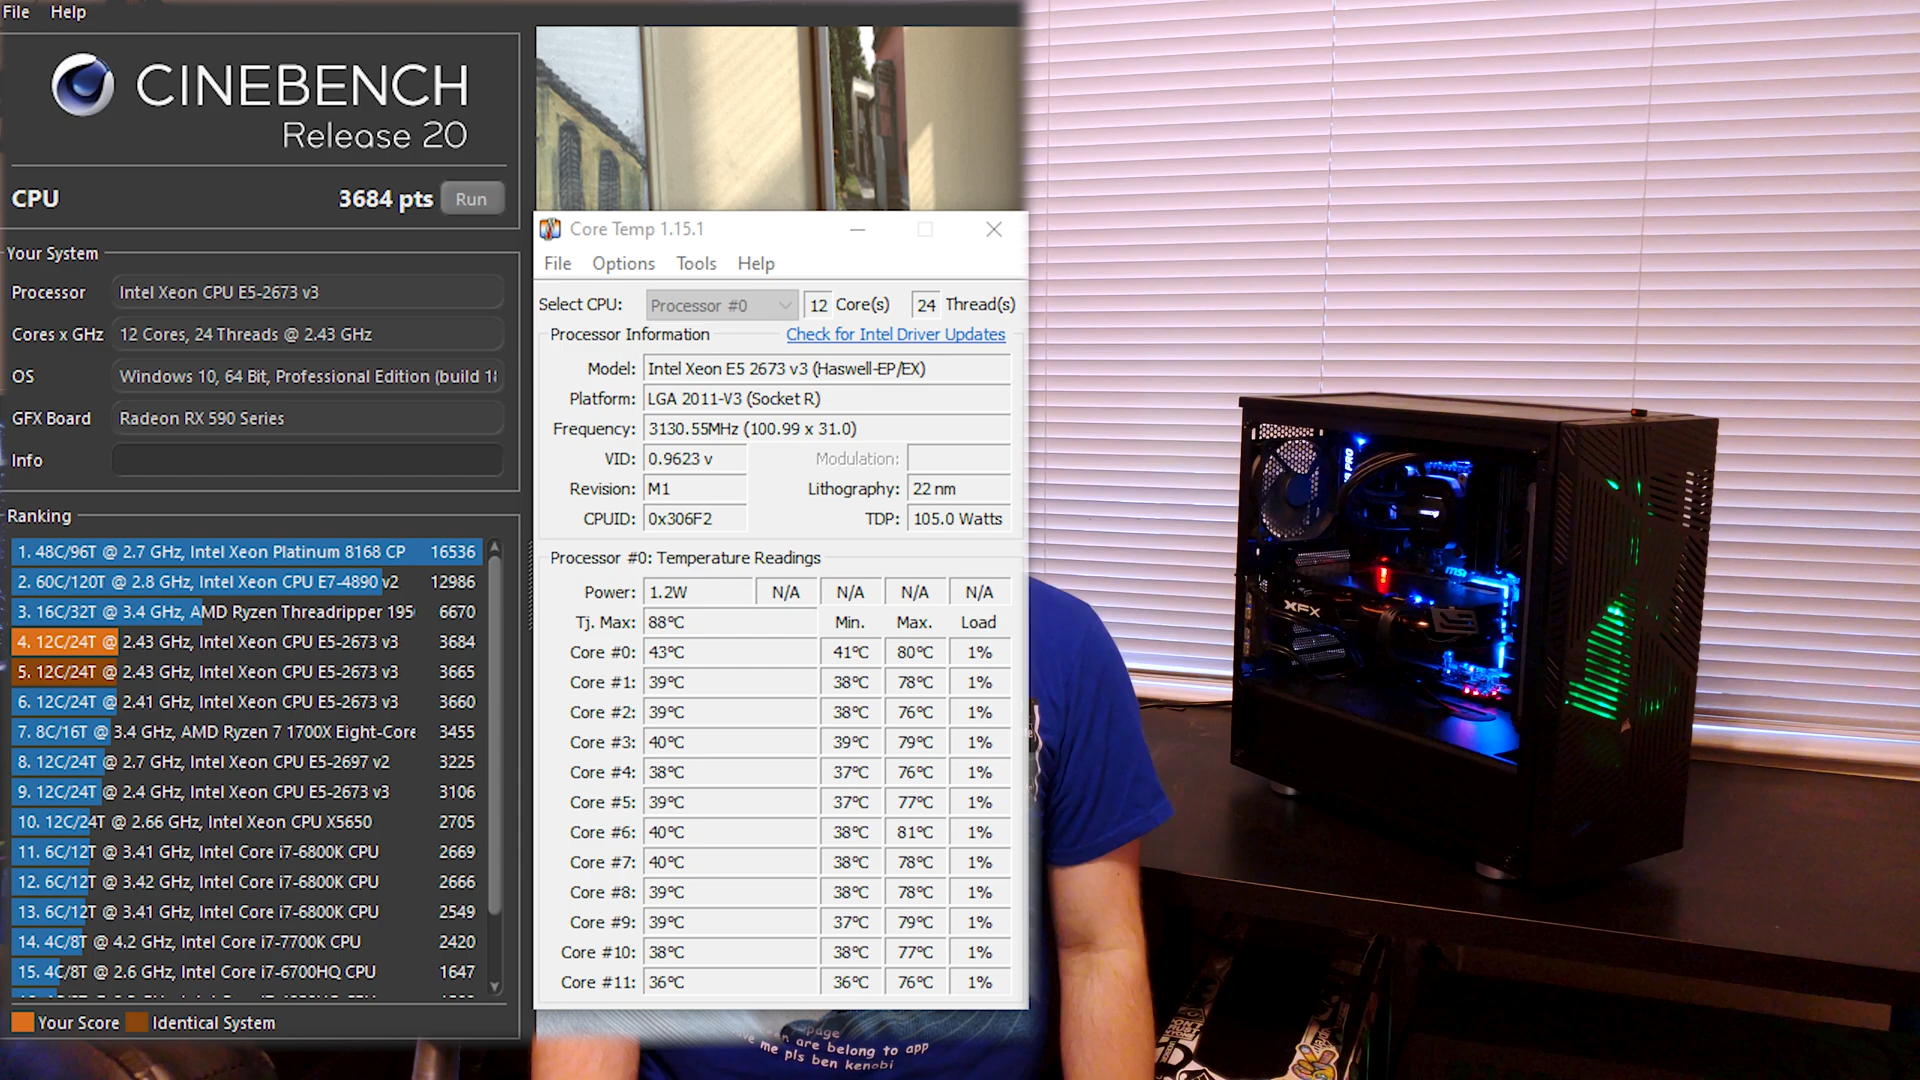 File Help
CINEBENCH
Release 20
CPU 3684 pts Run
Your System
Processor Intel Xeon CPU E5-2673 v3
Cores x GHz 12 Cores, 24 Threads @ 2.43 GHz
OS Windows 10, 64 Bit, Professional Edition (build 18
GFX Board Radeon RX 590 Series
Info
Ranking
1. 48C/96T @ 2.7 GHz, Intel Xeon Platinum 8168 CP 16536
2. 60C/120T @ 2.8 GHz, Intel Xeon CPU E7-4890 v2 12986
3. 16C/32T @ 3.4 GHz, AMD Ryzen Threadripper 195 6670
4. 12C/24T @ 2.43 GHz, Intel Xeon CPU E5-2673 v3 3684
5. 12C/24T @ 2.43 GHz, Intel Xeon CPU E5-2673 v3 3665
6. 12C/24T @ 2.41 GHz, Intel Xeon CPU E5-2673 v3 3660
7. 8C/16T @ 3.4 GHz, AMD Ryzen 7 1700X Eight-Core 3455
8. 12C/24T @ 2.7 GHz, Intel Xeon CPU E5-2697 v2 3225
9. 12C/24T @ 2.4 GHz, Intel Xeon CPU E5-2673 v3 3106
10. 12C/24T @ 2.66 GHz, Intel Xeon CPU X5650 2705
11. 6C/12T @ 3.41 GHz, Intel Core i7-6800K CPU 2669
12. 6C/12T @ 3.42 GHz, Intel Core i7-6800K CPU 2666
13. 6C/12T @ 3.41 GHz, Intel Core i7-6800K CPU 2549
14. 4C/8T @ 4.2 GHz, Intel Core i7-7700K CPU 2420
15. 4C/8T @ 2.6 GHz, Intel Core i7-6700HQ CPU 1647
Your Score Identical System
Core Temp 1.15.1
File Options Tools Help
Select CPU: Processor #0 12 Core(s) 24 Thread(s)
Processor Information Check for Intel Driver Updates
Model: Intel Xeon E5 2673 v3 (Haswell-EP/EX)
Platform: LGA 2011-V3 (Socket R)
Frequency: 3130.55MHz (100.99 x 31.0)
VID: 0.9623 v Modulation:
Revision: M1 Lithography: 22 nm
CPUID: 0x306F2 TDP: 105.0 Watts
Processor #0: Temperature Readings
Power: 1.2W N/A N/A N/A N/A
Tj. Max: 88°C Min. Max. Load
Core #0: 43°C 41°C 80°C 1%
Core #1: 39°C 38°C 78°C 1%
Core #2: 39°C 38°C 76°C 1%
Core #3: 40°C 39°C 79°C 1%
Core #4: 38°C 37°C 76°C 1%
Core #5: 39°C 37°C 77°C 1%
Core #6: 40°C 38°C 81°C 1%
Core #7: 40°C 38°C 78°C 1%
Core #8: 39°C 38°C 78°C 1%
Core #9: 39°C 37°C 79°C 1%
Core #10: 38°C 38°C 77°C 1%
Core #11: 36°C 36°C 76°C 1%
page
en are belong to app
me pls ben kenobi
PRO
msi
XFX